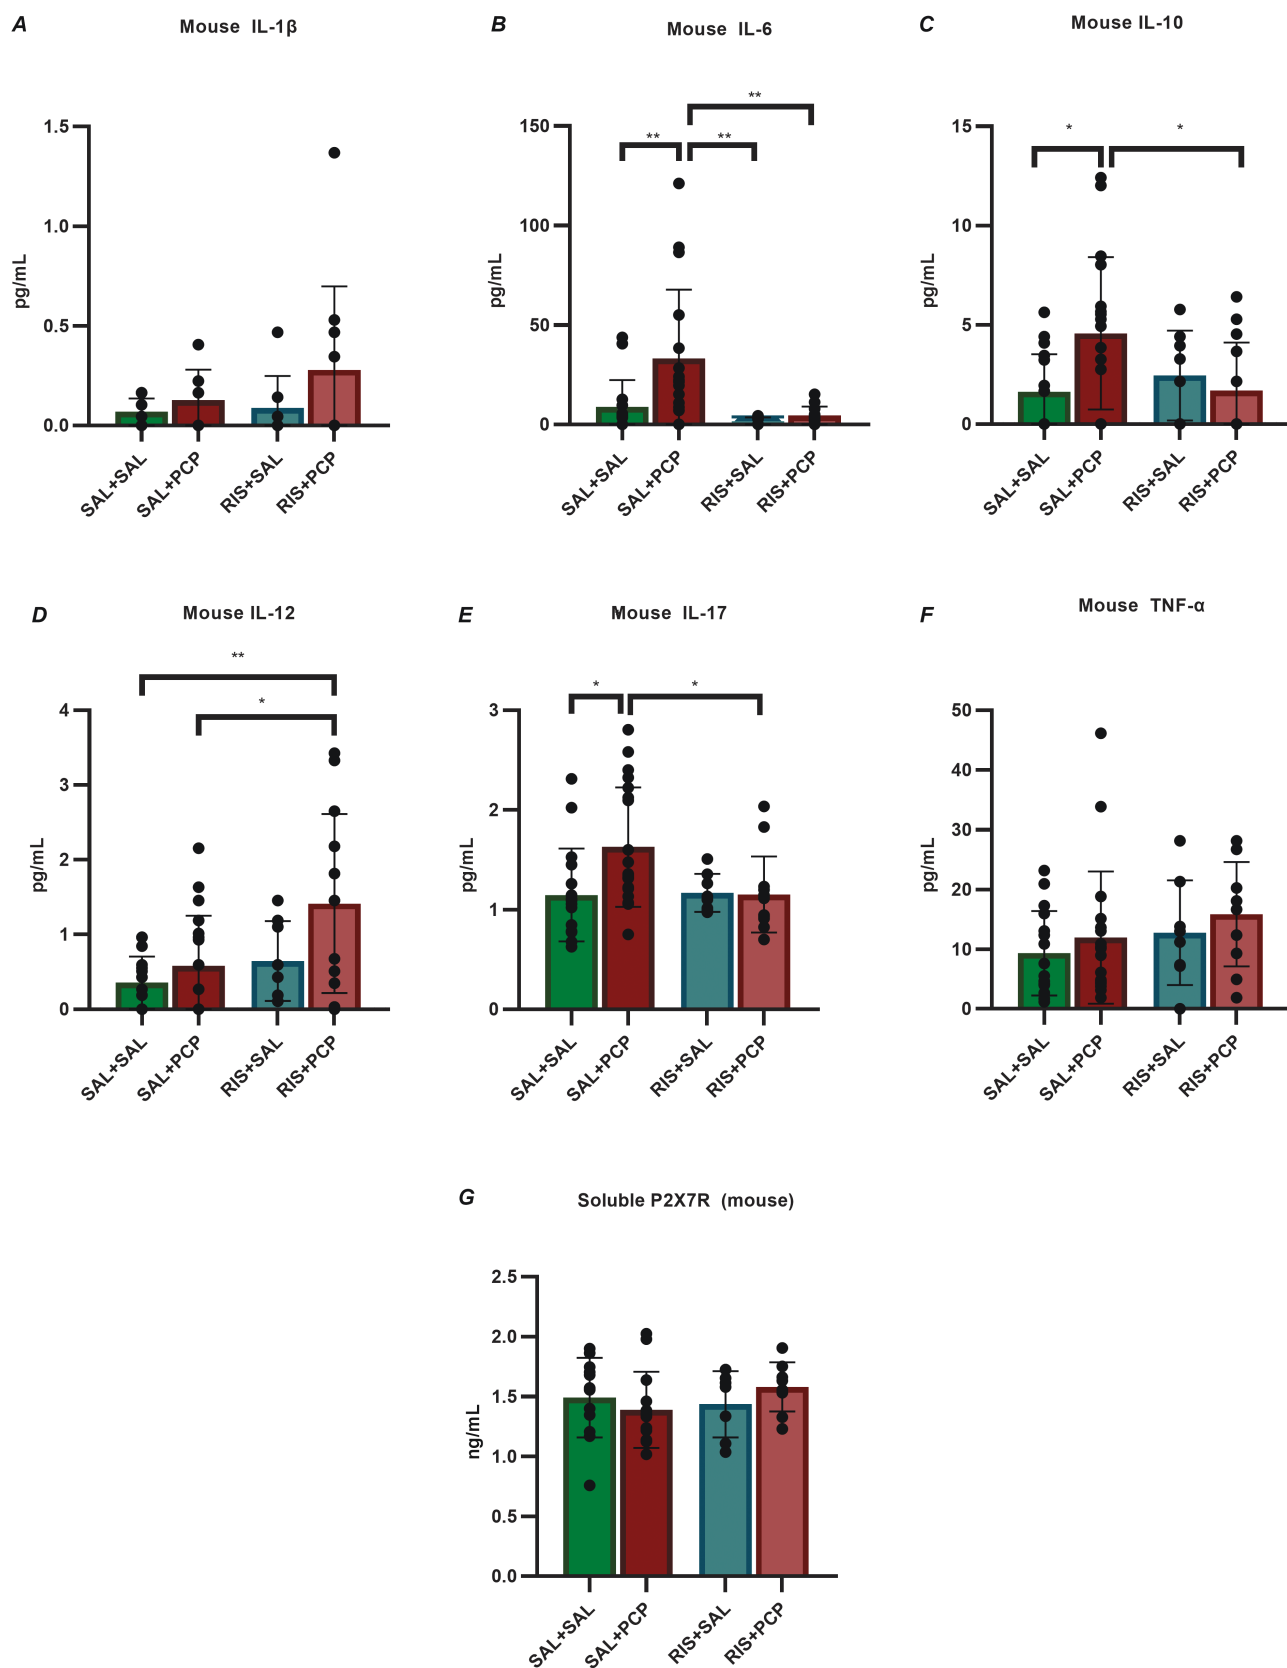 A
Mouse IL-1β
1.5
1.0
0.5
0.0
pg/mL
SAL+SAL
SAL+PCP
RIS+SAL
RIS+PCP
B
Mouse IL-6
**
**
**
150
100
50
0
pg/mL
SAL+SAL
SAL+PCP
RIS+SAL
RIS+PCP
C
Mouse IL-10
*
*
15
10
5
0
pg/mL
SAL+SAL
SAL+PCP
RIS+SAL
RIS+PCP
D
Mouse IL-12
**
*
4
3
2
1
0
pg/mL
SAL+SAL
SAL+PCP
RIS+SAL
RIS+PCP
E
Mouse IL-17
*
*
3
2
1
0
pg/mL
SAL+SAL
SAL+PCP
RIS+SAL
RIS+PCP
F
Mouse TNF-α
50
40
30
20
10
0
pg/mL
SAL+SAL
SAL+PCP
RIS+SAL
RIS+PCP
G
Soluble P2X7R (mouse)
2.5
2.0
1.5
1.0
0.5
0.0
ng/mL
SAL+SAL
SAL+PCP
RIS+SAL
RIS+PCP